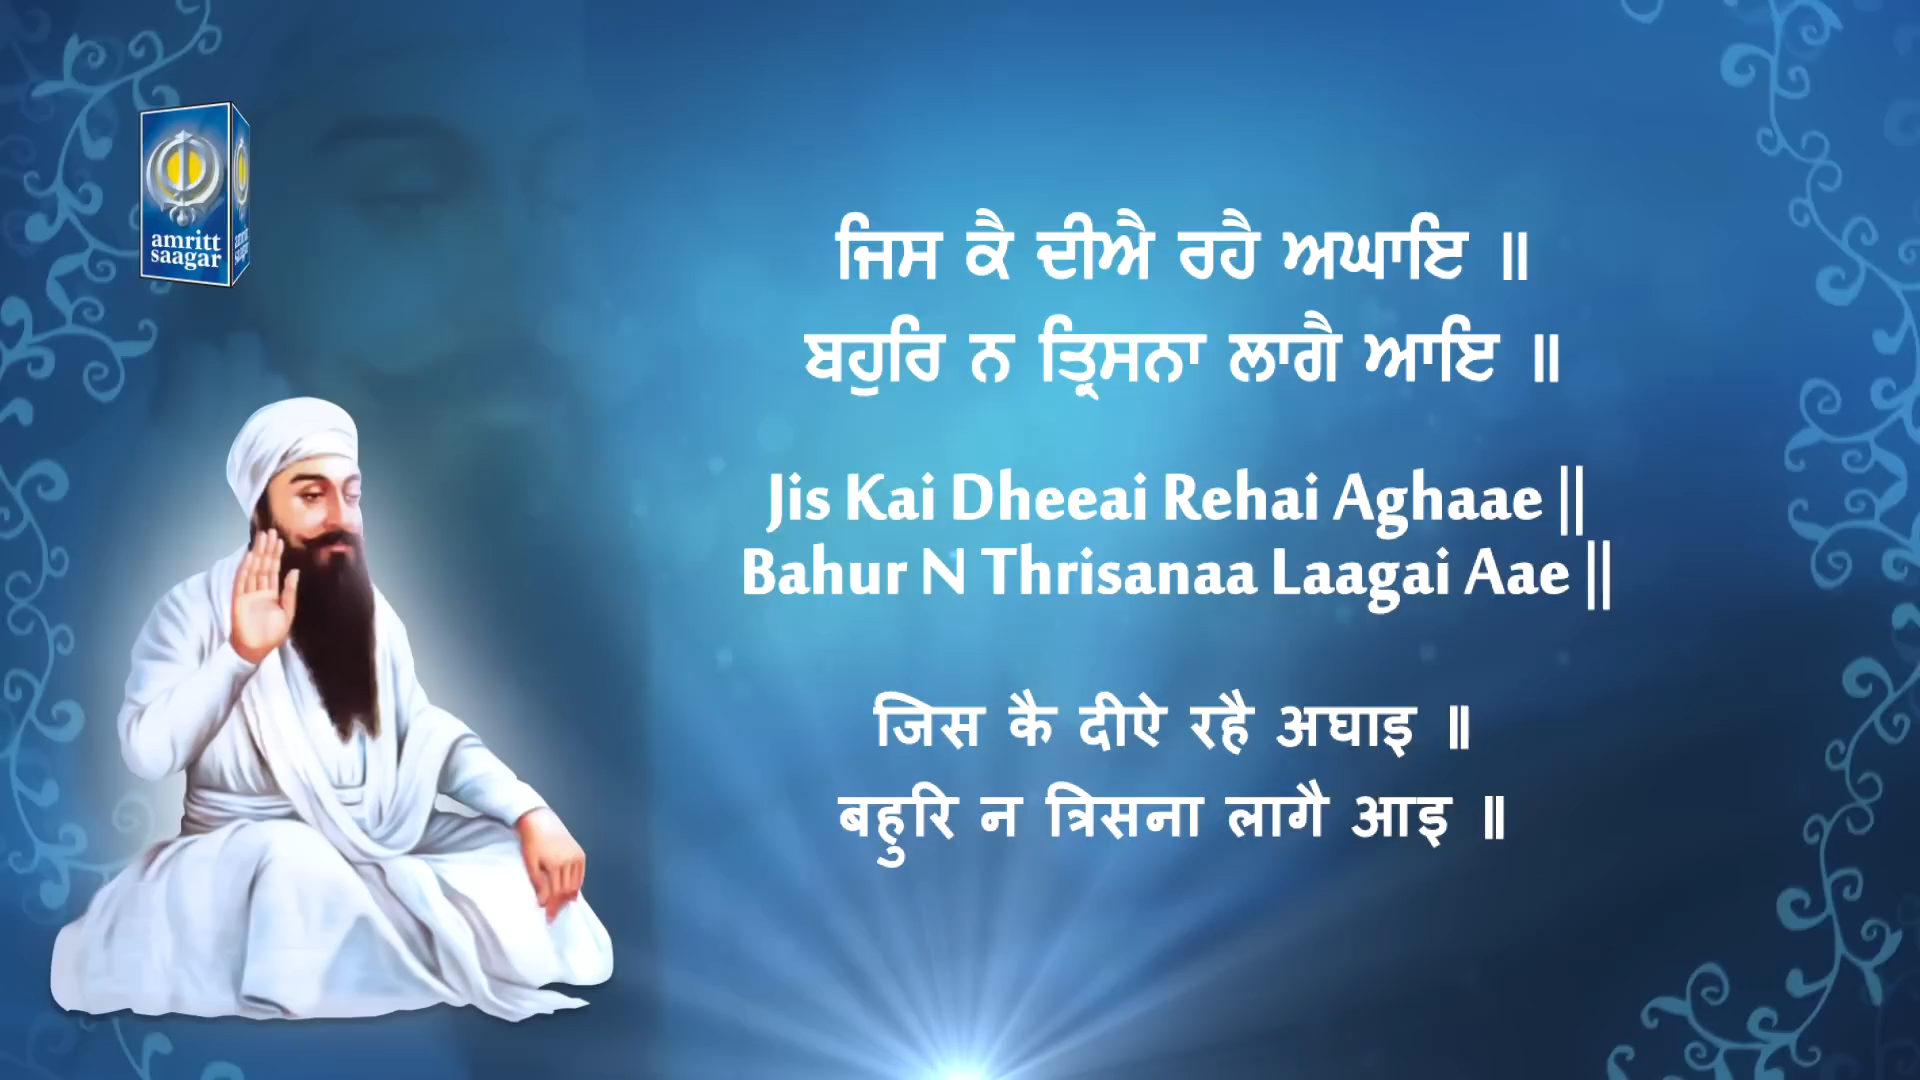 amritt
saagar
ਜਿਸ ਕੈ ਦੀਐ ਰਹੈ ਅਘਾਇ ॥
ਬਹੁਰਿ ਨ ਤ੍ਰਿਸਨਾ ਲਾਗੈ ਆਇ ॥
Jis Kai Dheeai Rehai Aghaae ||
Bahur N Thrisanaa Laagai Aae ||
जिस कै दीऐ रहै अघाइ ॥
बहुरि न त्रिसना लागै आइ ॥